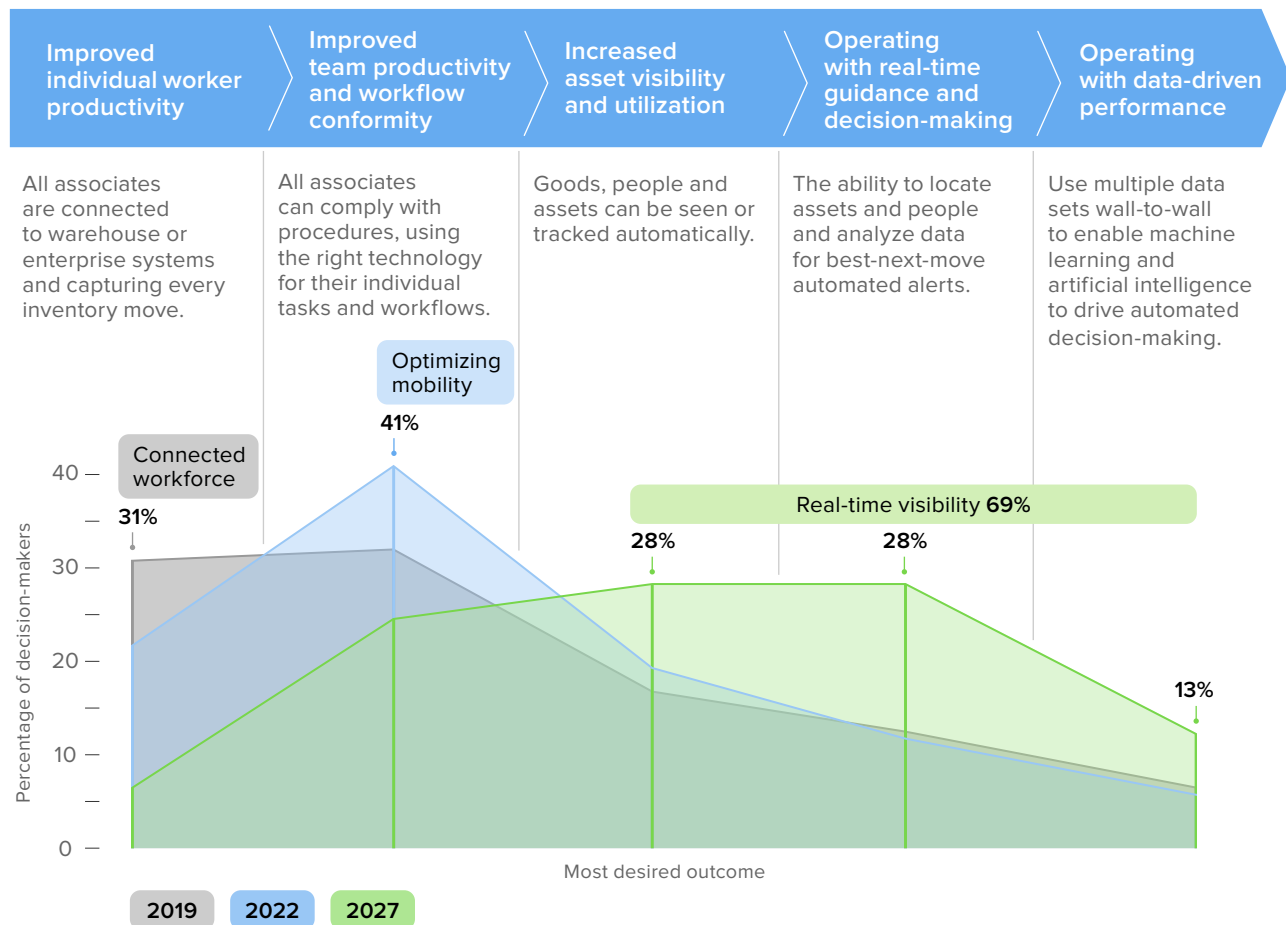 Improved
individual worker
productivity
Improved
team productivity
and workflow
conformity
Increased
asset visibility
and utilization
Operating
with real-time
guidance and
decision-making
Operating
with data-driven
performance
All associates
are connected
to warehouse or
enterprise systems
and capturing every
inventory move.
All associates
can comply with
procedures, using
the right technology
for their individual
tasks and workflows.
Goods, people and
assets can be seen or
tracked automatically.
The ability to locate
assets and people
and analyze data
for best-next-move
automated alerts.
Use multiple data
sets wall-to-wall
to enable machine
learning and
artificial intelligence
to drive automated
decision-making.
Optimizing
mobility
41%
Connected
workforce
31%
Real-time visibility 69%
28%
28%
13%
Percentage of decision-makers
40
30
20
10
0
Most desired outcome
2019
2022
2027